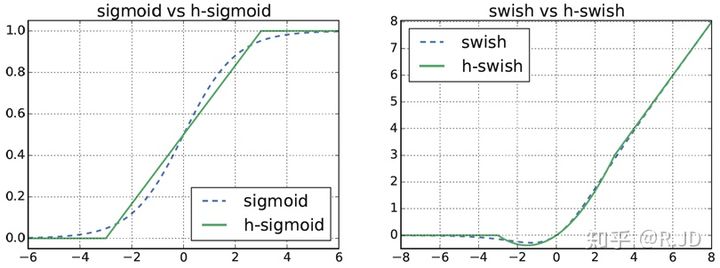 sigmoid vs h-sigmoid
1.0
0.8
0.6
0.4
0.2
0.0
−6 −4 −2 0 2 4 6
sigmoid
h-sigmoid
swish vs h-swish
8
7
6
5
4
3
2
1
0
−8 −6 −4 −2 0 2 4 6 8
swish
h-swish
知乎 @R.JD